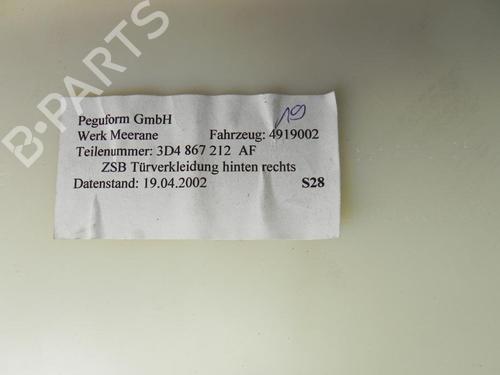 B-PARTS
Peguform GmbH
Werk Meerane Fahrzeug: 4919002
Teilenummer: 3D4 867 212 AF
ZSB Türverkleidung hinten rechts
Datenstand: 19.04.2002 S28